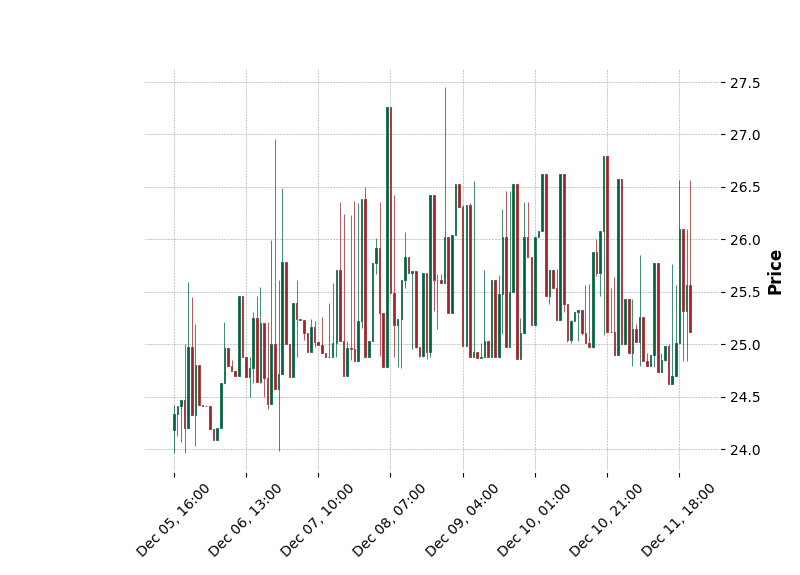 27.5
27.0
26.5
26.0
25.5
25.0
24.5
24.0
Price
Dec 05, 16:00
Dec 06, 13:00
Dec 07, 10:00
Dec 08, 07:00
Dec 09, 04:00
Dec 10, 01:00
Dec 10, 21:00
Dec 11, 18:00